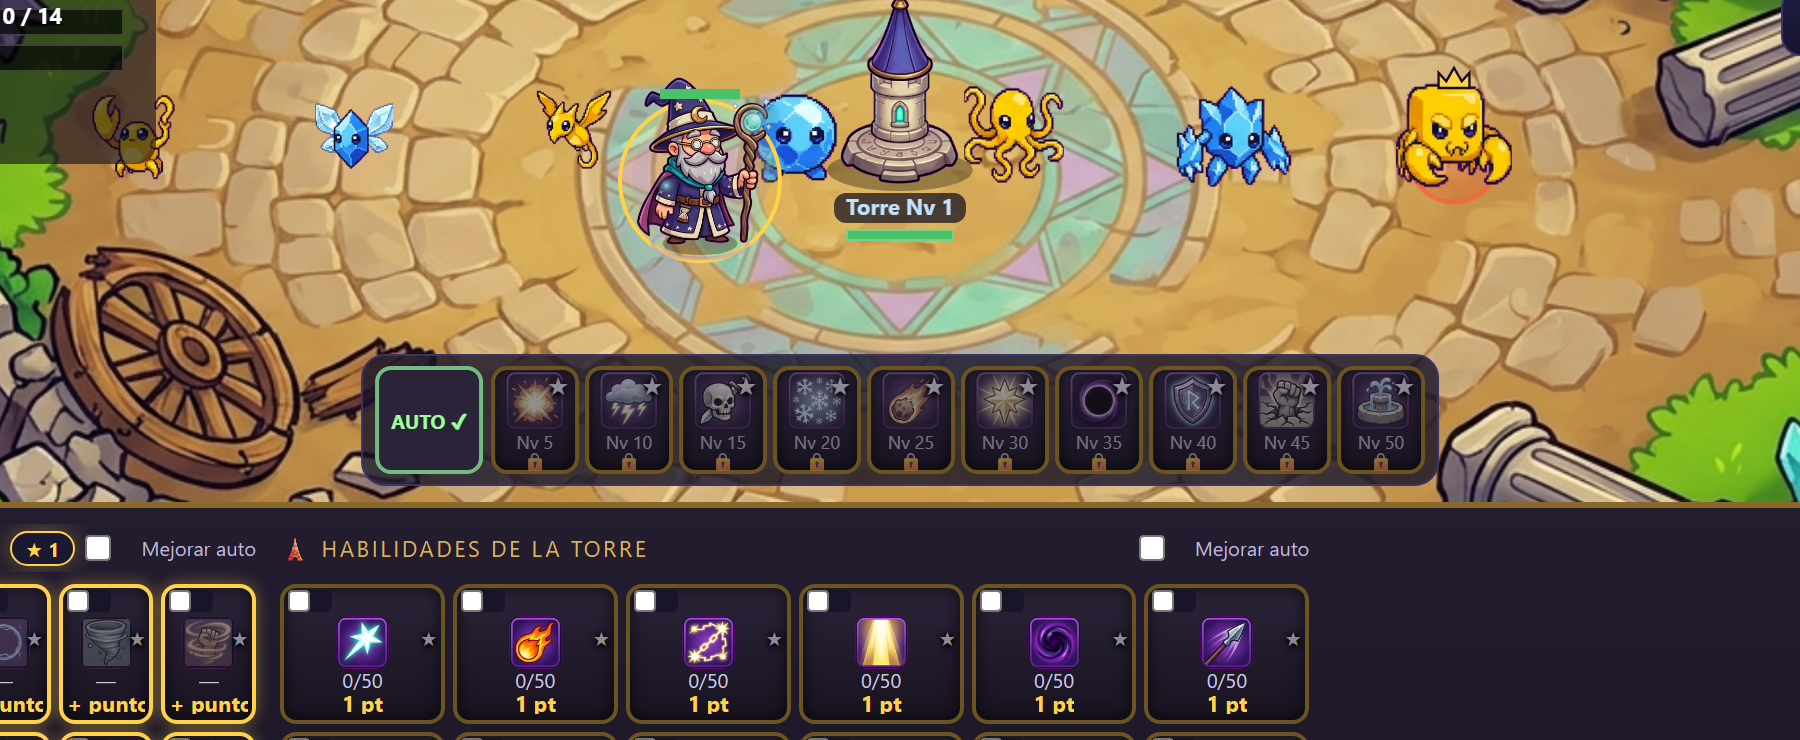 0 / 14
Torre Nv 1
AUTO ✓
Nv 5
Nv 10
Nv 15
Nv 20
Nv 25
Nv 30
Nv 35
Nv 40
Nv 45
Nv 50
★ 1
Mejorar auto
HABILIDADES DE LA TORRE
Mejorar auto
—
—
—
0/50
0/50
0/50
0/50
0/50
0/50
unto
+ punto
+ punto
1 pt
1 pt
1 pt
1 pt
1 pt
1 pt